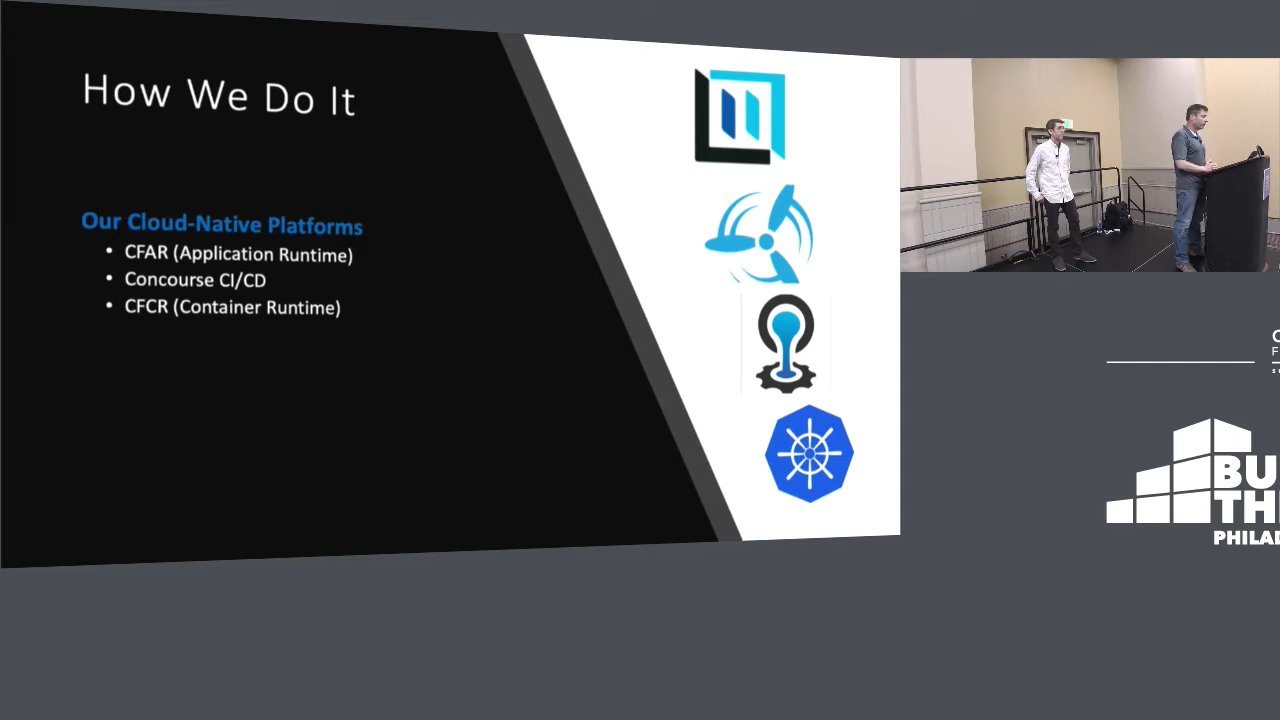 How We Do It
Our Cloud-Native Platforms
• CFAR (Application Runtime)
• Concourse CI/CD
• CFCR (Container Runtime)
BU
TH
PHILAD